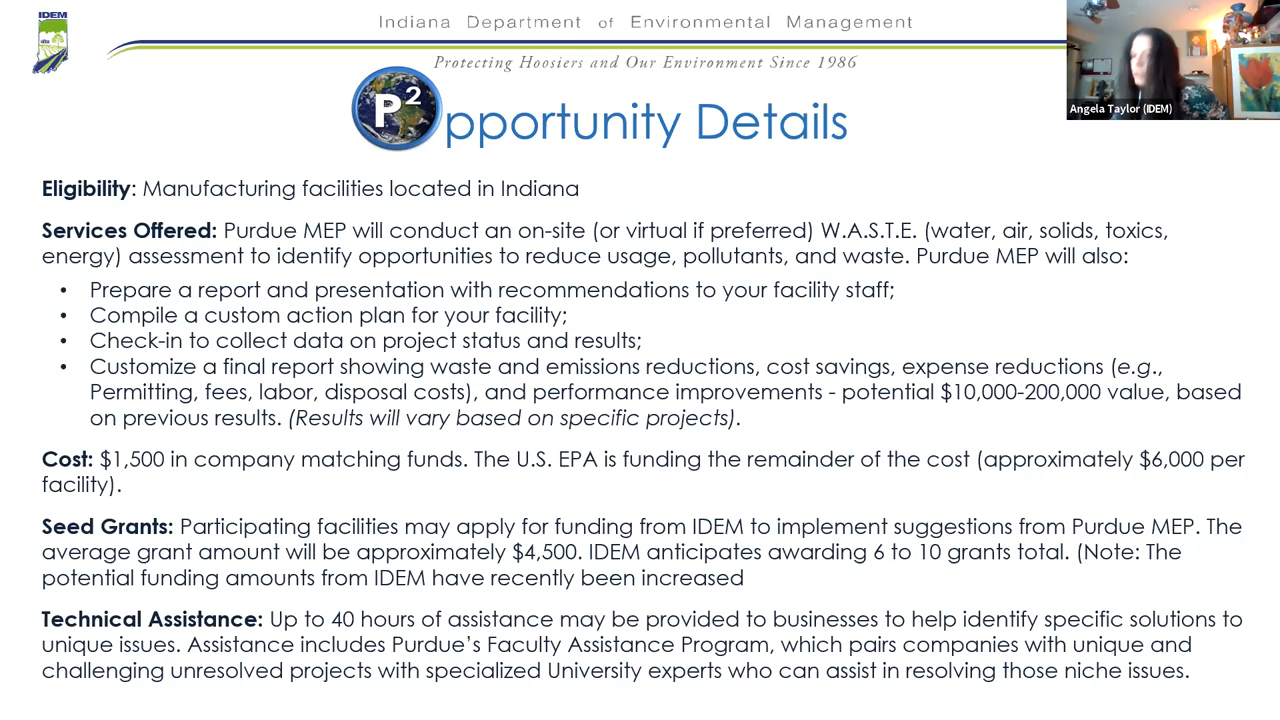 IDEM
Indiana Department of Environmental Management
Protecting Hoosiers and Our Environment Since 1986
Angela Taylor (IDEM)
P2pportunity Details
Eligibility: Manufacturing facilities located in Indiana
Services Offered: Purdue MEP will conduct an on-site (or virtual if preferred) W.A.S.T.E. (water, air, solids, toxics,
energy) assessment to identify opportunities to reduce usage, pollutants, and waste. Purdue MEP will also:
• Prepare a report and presentation with recommendations to your facility staff;
• Compile a custom action plan for your facility;
• Check-in to collect data on project status and results;
• Customize a final report showing waste and emissions reductions, cost savings, expense reductions (e.g.,
Permitting, fees, labor, disposal costs), and performance improvements - potential $10,000-200,000 value, based
on previous results. (Results will vary based on specific projects).
Cost: $1,500 in company matching funds. The U.S. EPA is funding the remainder of the cost (approximately $6,000 per
facility).
Seed Grants: Participating facilities may apply for funding from IDEM to implement suggestions from Purdue MEP. The
average grant amount will be approximately $4,500. IDEM anticipates awarding 6 to 10 grants total. (Note: The
potential funding amounts from IDEM have recently been increased
Technical Assistance: Up to 40 hours of assistance may be provided to businesses to help identify specific solutions to
unique issues. Assistance includes Purdue's Faculty Assistance Program, which pairs companies with unique and
challenging unresolved projects with specialized University experts who can assist in resolving those niche issues.